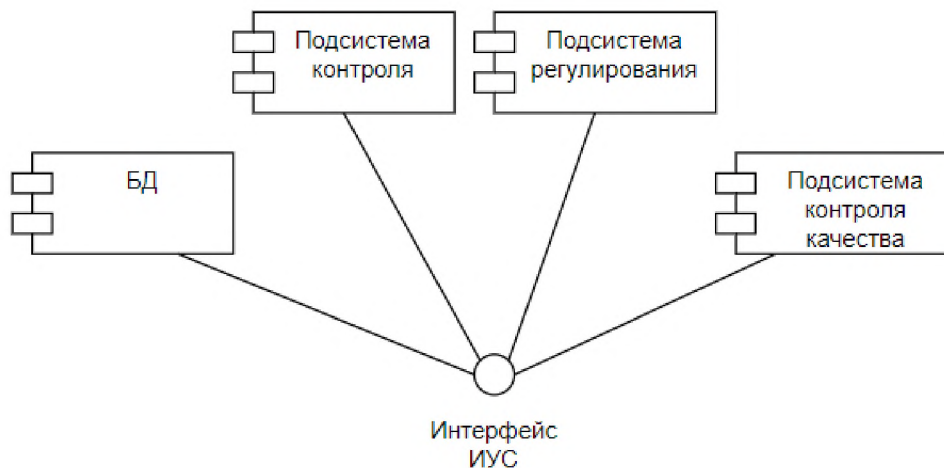 Подсистема
контроля
Подсистема
регулирования
БД
Подсистема
контроля
качества
Интерфейс
ИУС